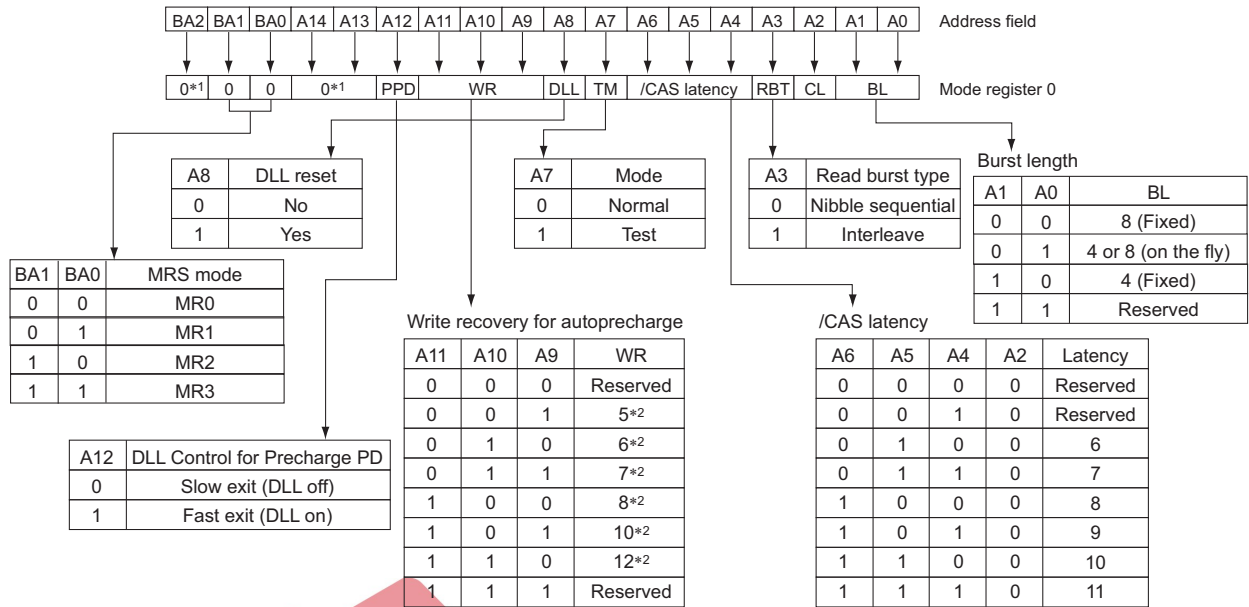 BA2 BA1 BA0 A14 A13 A12 A11 A10 A9 A8 A7 A6 A5 A4 A3 A2 A1 A0 Address field
0*1 0 0 0*1 PPD WR DLL TM /CAS latency RBT CL BL Mode register 0
A8 DLL reset
0 No
1 Yes
A7 Mode
0 Normal
1 Test
A3 Read burst type
0 Nibble sequential
1 Interleave
Burst length
A1 A0 BL
0 0 8 (Fixed)
0 1 4 or 8 (on the fly)
1 0 4 (Fixed)
1 1 Reserved
BA1 BA0 MRS mode
0 0 MR0
0 1 MR1
1 0 MR2
1 1 MR3
A12 DLL Control for Precharge PD
0 Slow exit (DLL off)
1 Fast exit (DLL on)
Write recovery for autoprecharge
A11 A10 A9 WR
0 0 0 Reserved
0 0 1 5*2
0 1 0 6*2
0 1 1 7*2
1 0 0 8*2
1 0 1 10*2
1 1 0 12*2
1 1 1 Reserved
/CAS latency
A6 A5 A4 A2 Latency
0 0 0 0 Reserved
0 0 1 0 Reserved
0 1 0 0 6
0 1 1 0 7
1 0 0 0 8
1 0 1 0 9
1 1 0 0 10
1 1 1 0 11